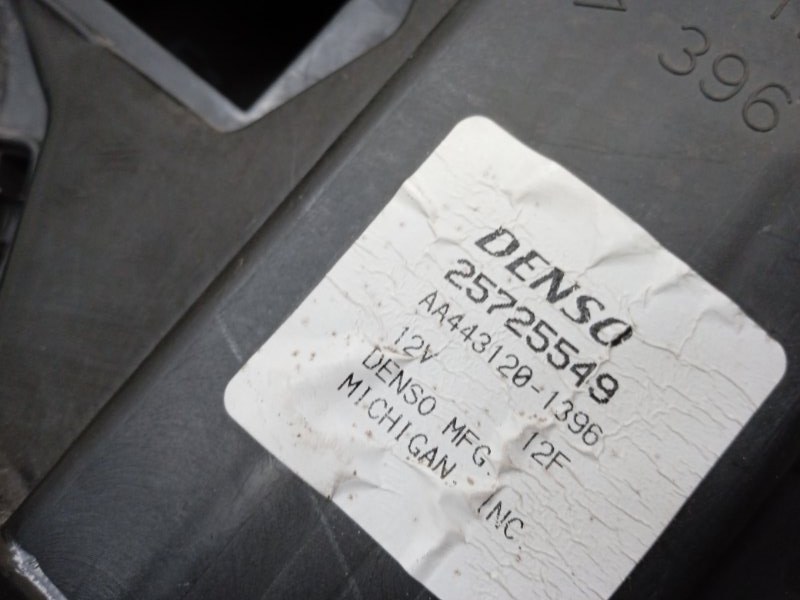 396
DENSO
25725549
AA443120-1396
12V 12F
DENSO MFG.
MICHIGAN. INC